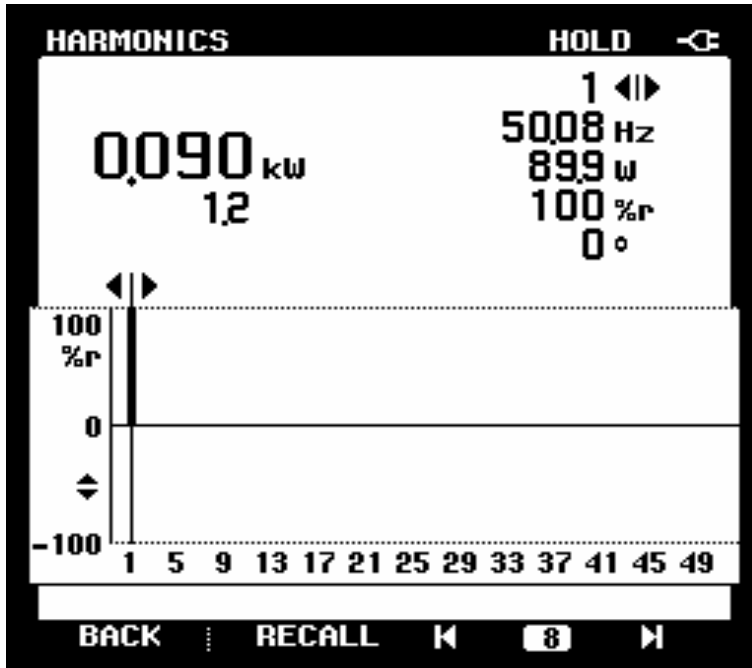 HARMONICS HOLD
1
50.08 Hz
0.090 kW
89.9 W
1.2
100 %r
0 °
100
%r
0
-100
1 5 9 13 17 21 25 29 33 37 41 45 49
BACK RECALL 8